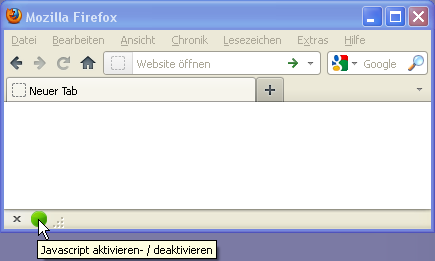 Mozilla Firefox
Datei Bearbeiten Ansicht Chronik Lesezeichen Extras Hilfe
Website öffnen Google
Neuer Tab
Javascript aktivieren- / deaktivieren